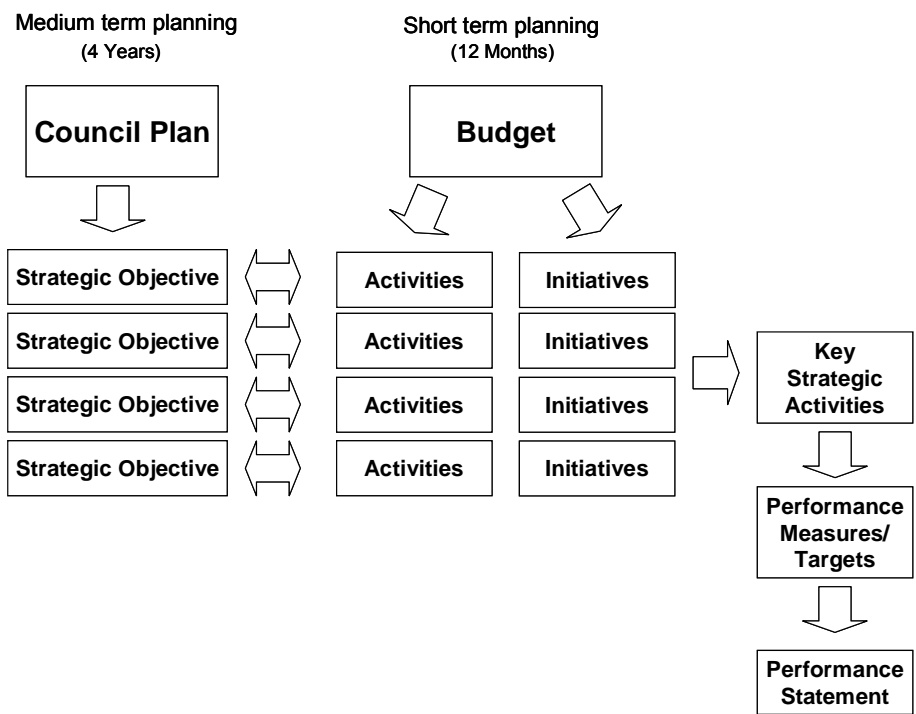 Medium term planning
(4 Years)
Short term planning
(12 Months)
Council Plan
Budget
Strategic Objective
Activities
Initiatives
Strategic Objective
Activities
Initiatives
Strategic Objective
Activities
Initiatives
Strategic Objective
Activities
Initiatives
Key
Strategic
Activities
Performance
Measures/
Targets
Performance
Statement